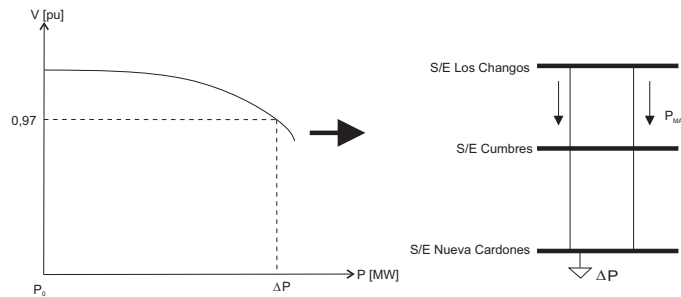 V [pu]
0,97
P₀
ΔP
P [MW]
S/E Los Changos
S/E Cumbres
S/E Nueva Cardones
ΔP